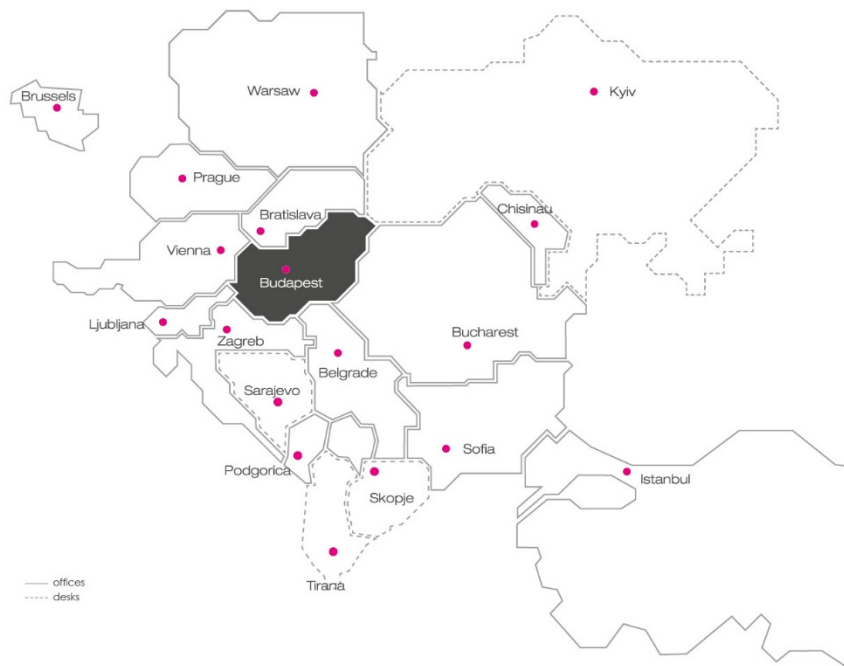 Warsaw
Kyiv
Brussels
Prague
Chisinau
Bratislava
Vienna
Budapest
Ljubljana
Zagreb
Bucharest
Belgrade
Sarajevo
Sofia
Podgorica
Istanbul
Skopje
Tirana
offices
desks